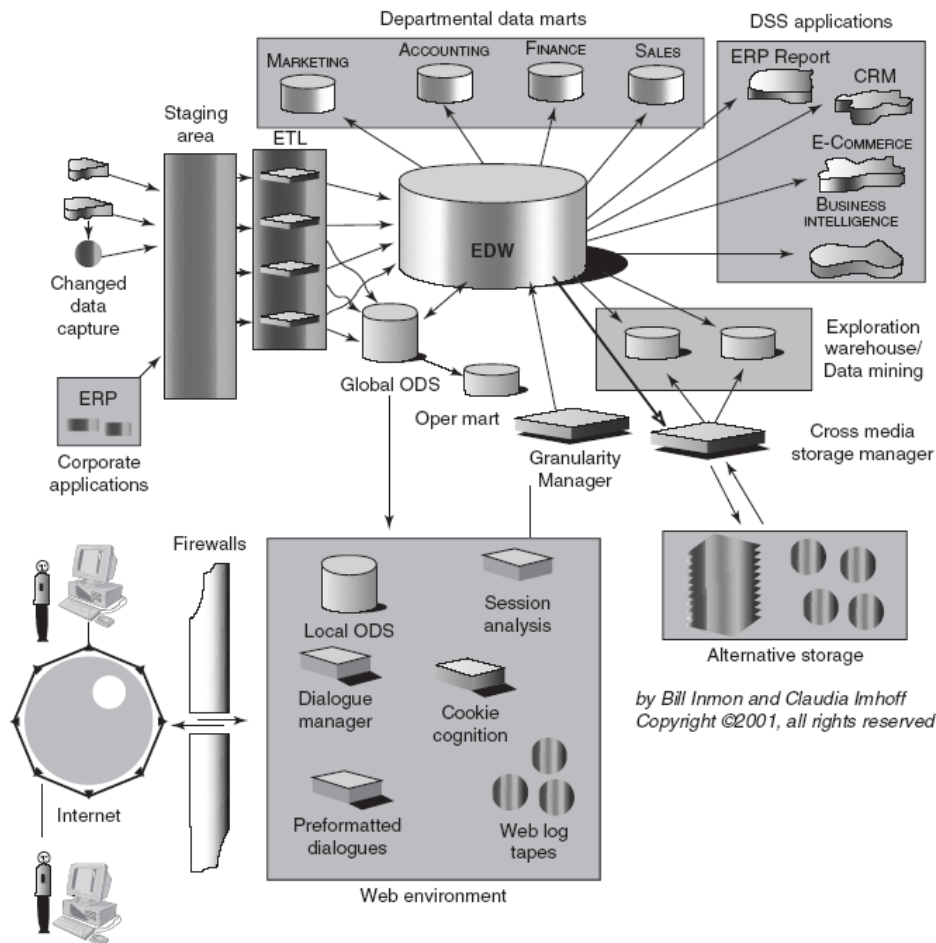 Departmental data marts
DSS applications
MARKETING
ACCOUNTING
FINANCE
SALES
ERP Report
CRM
E-COMMERCE
BUSINESS
INTELLIGENCE
Staging
area
ETL
EDW
Changed
data
capture
Global ODS
Oper mart
Exploration
warehouse/
Data mining
ERP
Corporate
applications
Granularity
Manager
Cross media
storage manager
Firewalls
Local ODS
Session
analysis
Dialogue
manager
Cookie
cognition
Preformatted
dialogues
Web log
tapes
Web environment
Internet
Alternative storage
by Bill Inmon and Claudia Imhoff
Copyright ©2001, all rights reserved